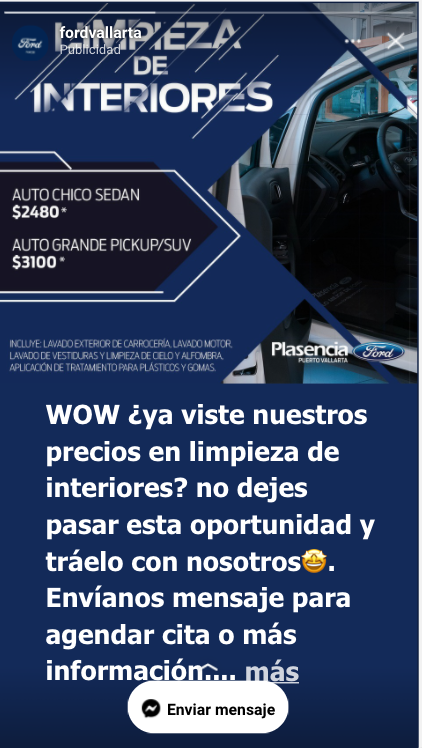 fordvallarta
Publicidad
LIMPIEZA
DE
INTERIORES
AUTO CHICO SEDAN
$2480*
AUTO GRANDE PICKUP/SUV
$3100*
INCLUYE: LAVADO EXTERIOR DE CARROCERÍA, LAVADO MOTOR,
LAVADO DE VESTIDURAS Y LIMPIEZA DE CIELO Y ALFOMBRA,
APLICACIÓN DE TRATAMIENTO PARA PLÁSTICOS Y GOMAS.
Plasencia Ford
PUERTO VALLARTA
WOW ¿ya viste nuestros
precios en limpieza de
interiores? no dejes
pasar esta oportunidad y
tráelo con nosotros🤩.
Envíanos mensaje para
agendar cita o más
información.... más
Enviar mensaje